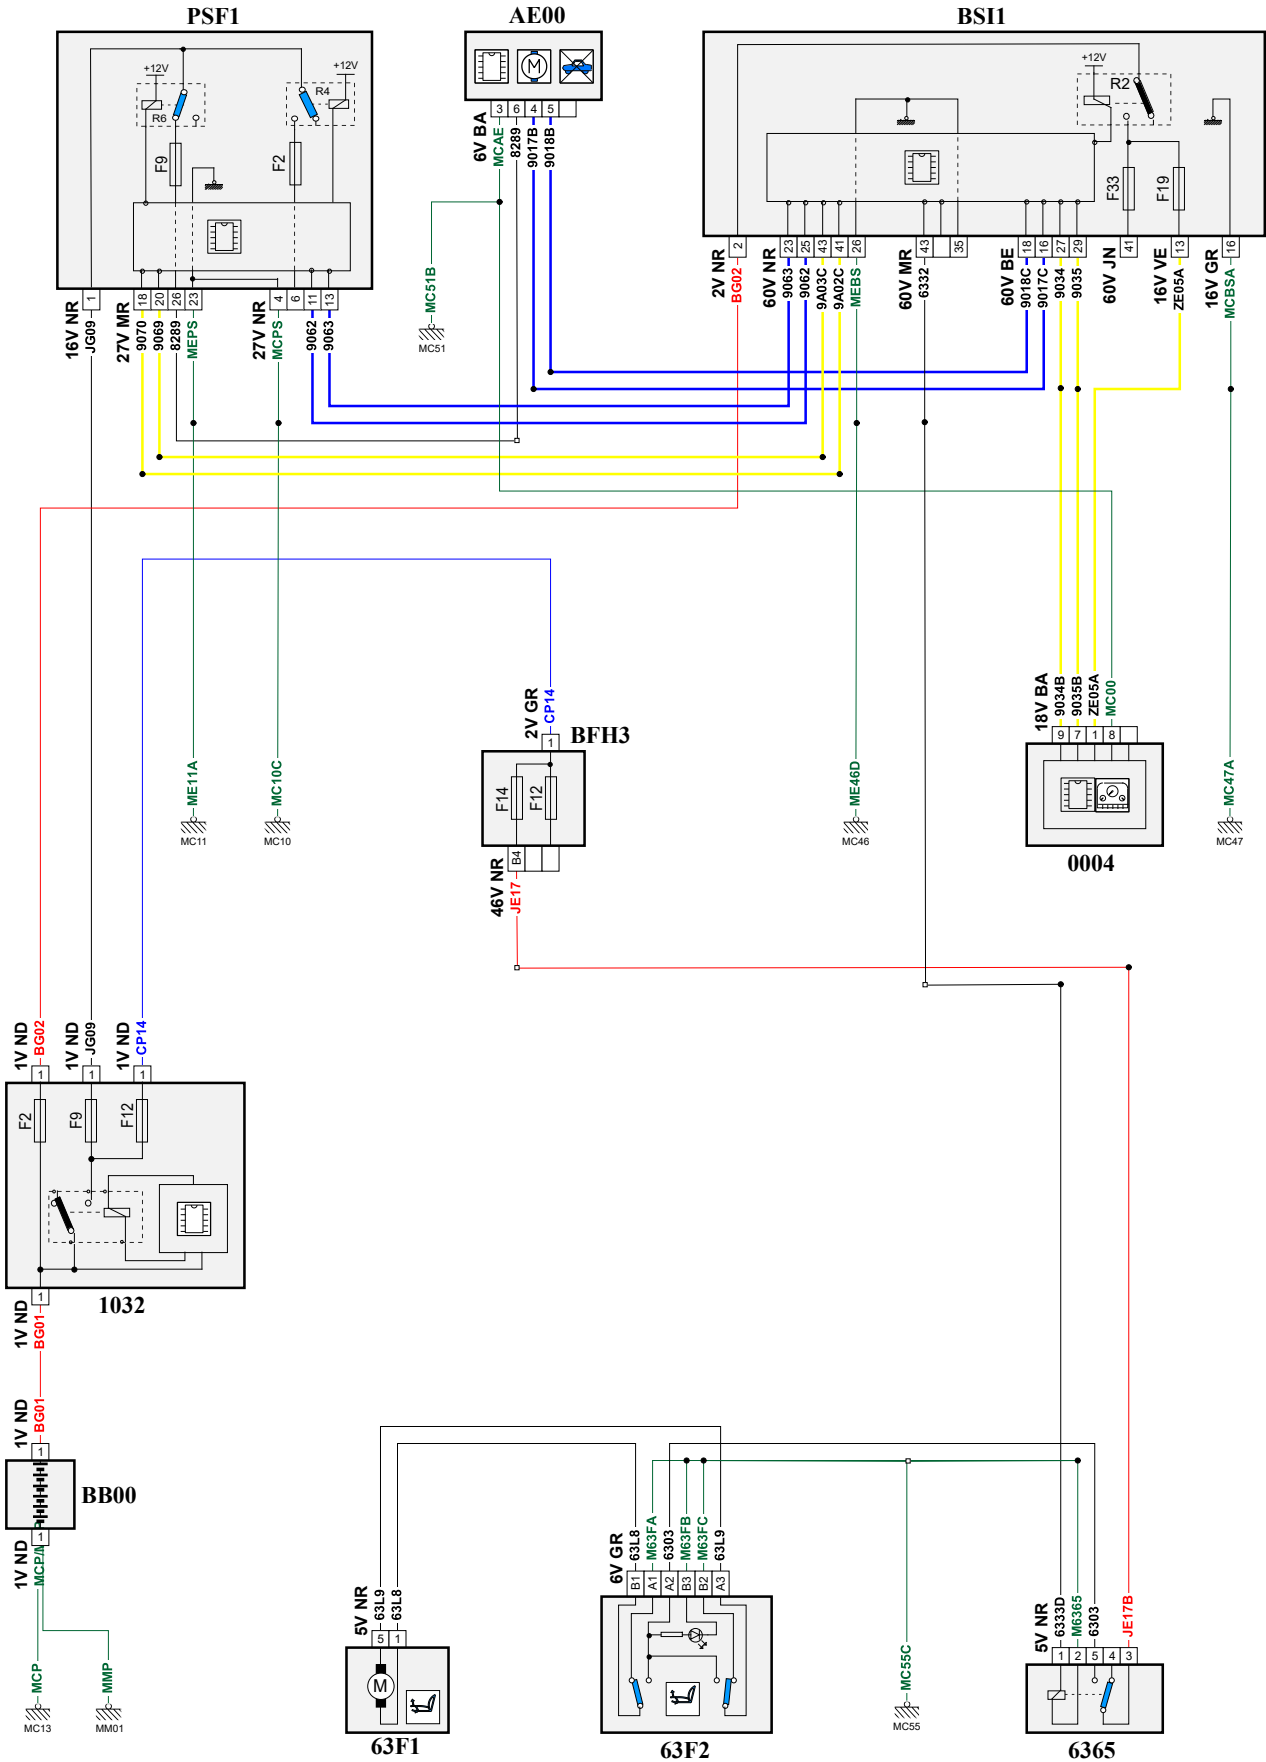 PSF1
AE00
BSI1
+12V
+12V
R6
R4
F9
F2
+12V
R2
F33
F19
3 6 4 5
6V BA
MCAE
8289
9017B
9018B
MC51B
MC51
1 18 20 26 23 4 6 11 13
16V NR
JG09
27V MR
9070
9069
8289
MEPS
27V NR
MCPS
9062
9063
2 23 25 43 41 26 43 35 18 16 27 29 41 13 16
2V NR
BG02
60V NR
9063
9062
9A03C
9A02C
MEBS
60V MR
6332
60V BE
9018C
9017C
9034
9035
60V JN
16V VE
ZE05A
16V GR
MCBSA
2V GR
CP14
1
BFH3
F14
F12
B4
46V NR
JE17
ME11A
MC11
MC10C
MC10
ME46D
MC46
18V BA
9034B
9035B
ZE05A
MC00
9 7 1 8
0004
MC47A
MC47
1V ND
BG02
1V ND
JG09
1V ND
CP14
1 1 1
F2
F9
F12
1032
1
1V ND
BG01
1V ND
BG01
1
BB00
1
1V ND
MCP
MMP
MC13
MM01
5V NR
63L9
63L8
5 1
M
63F1
6V GR
63L8
M63FA
6303
M63FB
M63FC
63L9
B1 A1 A2 B3 B2 A3
63F2
MC55C
MC55
5V NR
6333D
M6365
6303
JE17B
1 2 5 4 3
6365